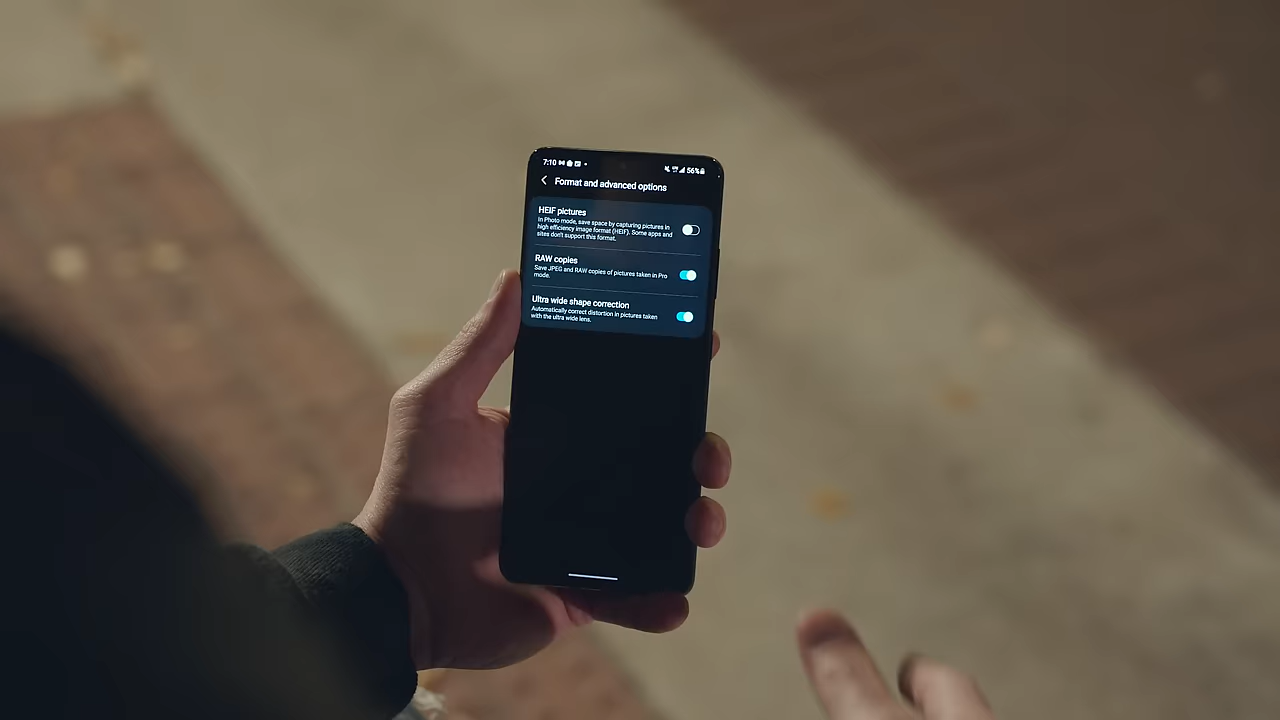 7:10
56%
Format and advanced options
HEIF pictures
In Photo mode, save space by capturing pictures in
high efficiency image format (HEIF). Some apps and
sites don't support this format.
RAW copies
Save JPEG and RAW copies of pictures taken in Pro
mode.
Ultra wide shape correction
Automatically correct distortion in pictures taken
with the ultra wide lens.